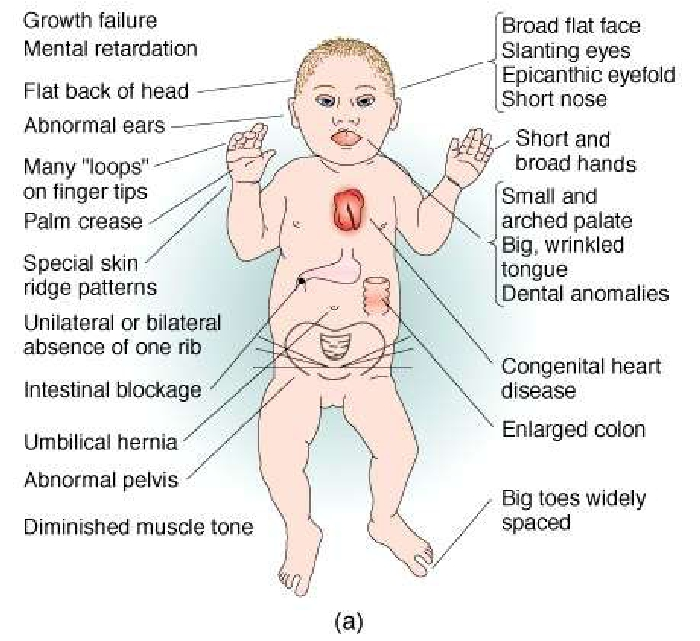 Growth failure
Mental retardation
Flat back of head
Abnormal ears
Many "loops"
on finger tips
Palm crease
Special skin
ridge patterns
Unilateral or bilateral
absence of one rib
Intestinal blockage
Umbilical hernia
Abnormal pelvis
Diminished muscle tone
Broad flat face
Slanting eyes
Epicanthic eyefold
Short nose
Short and
broad hands
Small and
arched palate
Big, wrinkled
tongue
Dental anomalies
Congenital heart
disease
Enlarged colon
Big toes widely
spaced
(a)